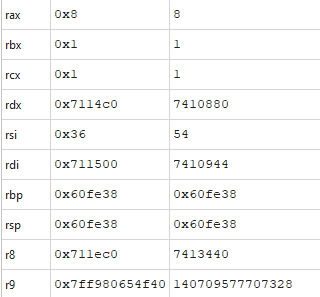 rax 0x8 8
rbx 0x1 1
rcx 0x1 1
rdx 0x7114c0 7410880
rsi 0x36 54
rdi 0x711500 7410944
rbp 0x60fe38 0x60fe38
rsp 0x60fe38 0x60fe38
r8 0x711ec0 7413440
r9 0x7ff980654f40 140709577707328